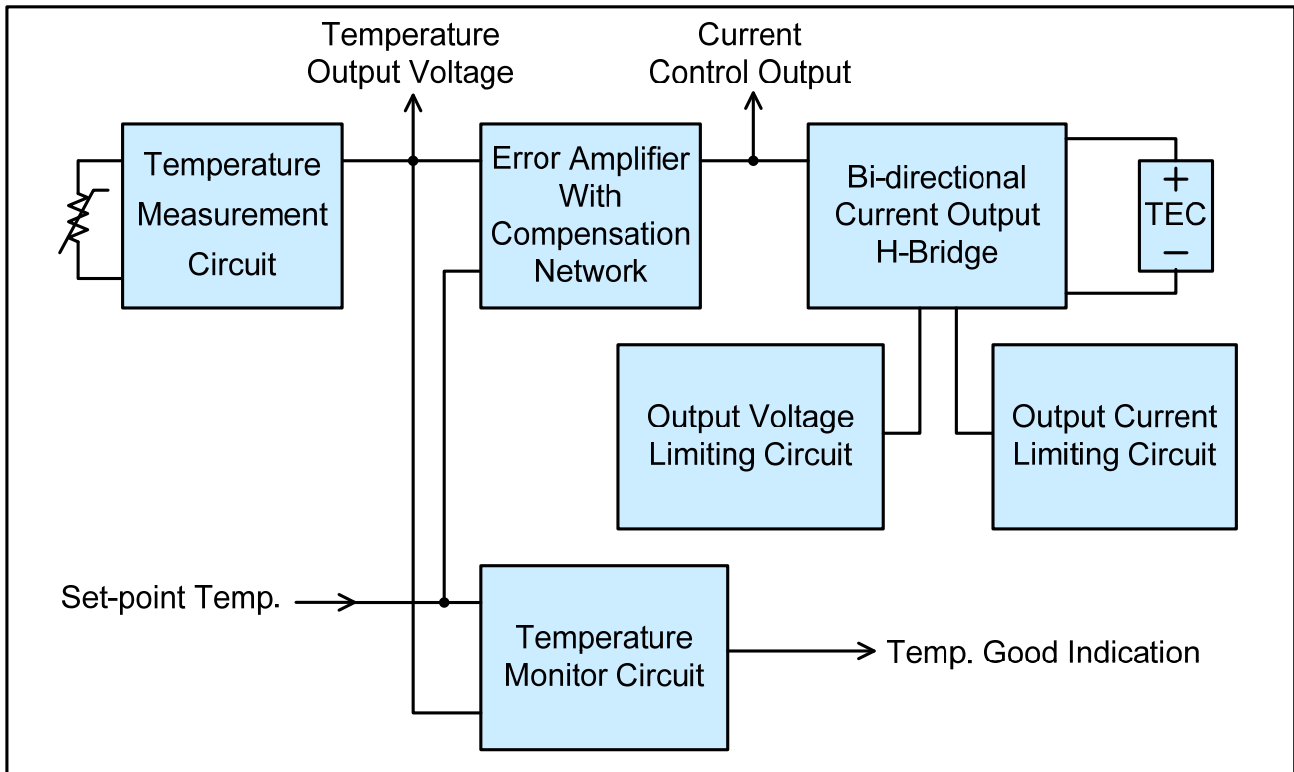 Temperature
Output Voltage
Current
Control Output
Temperature
Measurement
Circuit
Error Amplifier
With
Compensation
Network
Bi-directional
Current Output
H-Bridge
+
TEC
−
Output Voltage
Limiting Circuit
Output Current
Limiting Circuit
Set-point Temp.
Temperature
Monitor Circuit
Temp. Good Indication